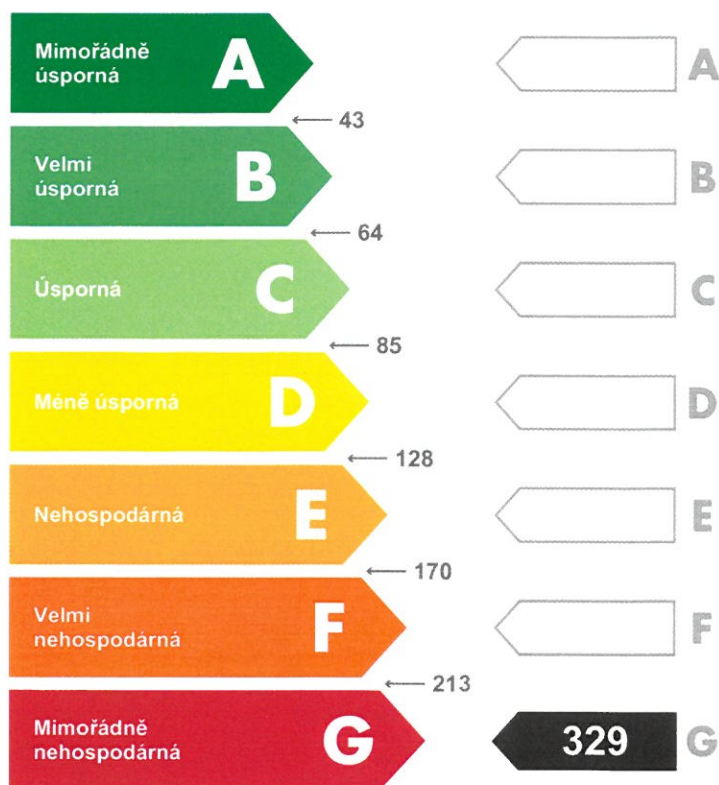 Mimořádně
úsporná A
A
43
Velmi
úsporná B
B
64
Úsporná C
C
85
Méně úsporná D
D
128
Nehospodárná E
E
170
Velmi
nehospodárná F
F
213
Mimořádně
nehospodárná G
329 G